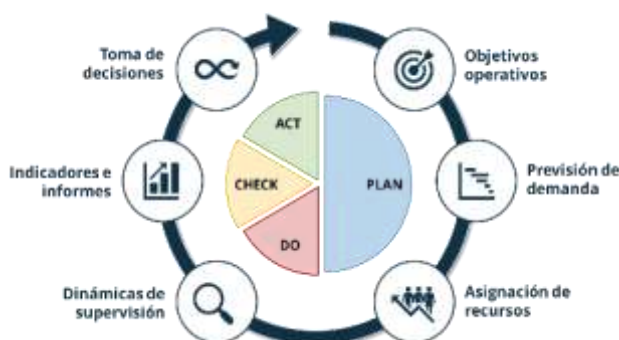 Toma de
decisiones
Objetivos
operativos
ACT
Indicadores e
informes
CHECK
PLAN
Previsión de
demanda
DO
Dinámicas de
supervisión
Asignación de
recursos